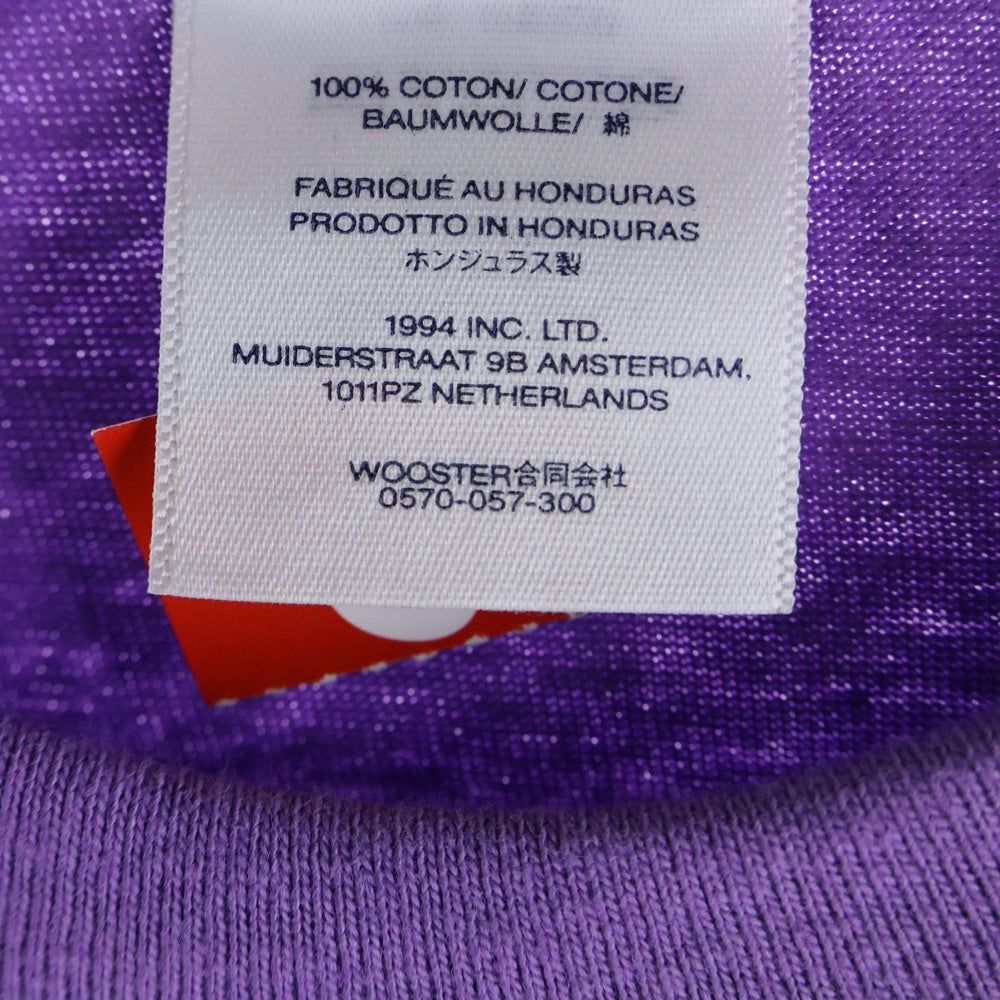 100% COTON/ COTONE/
BAUMWOLLE/ 綿
FABRIQUÉ AU HONDURAS
PRODOTTO IN HONDURAS
ホンジュラス製
1994 INC. LTD.
MUIDERSTRAAT 9B AMSTERDAM,
1011PZ NETHERLANDS
WOOSTER合同会社
0570-057-300